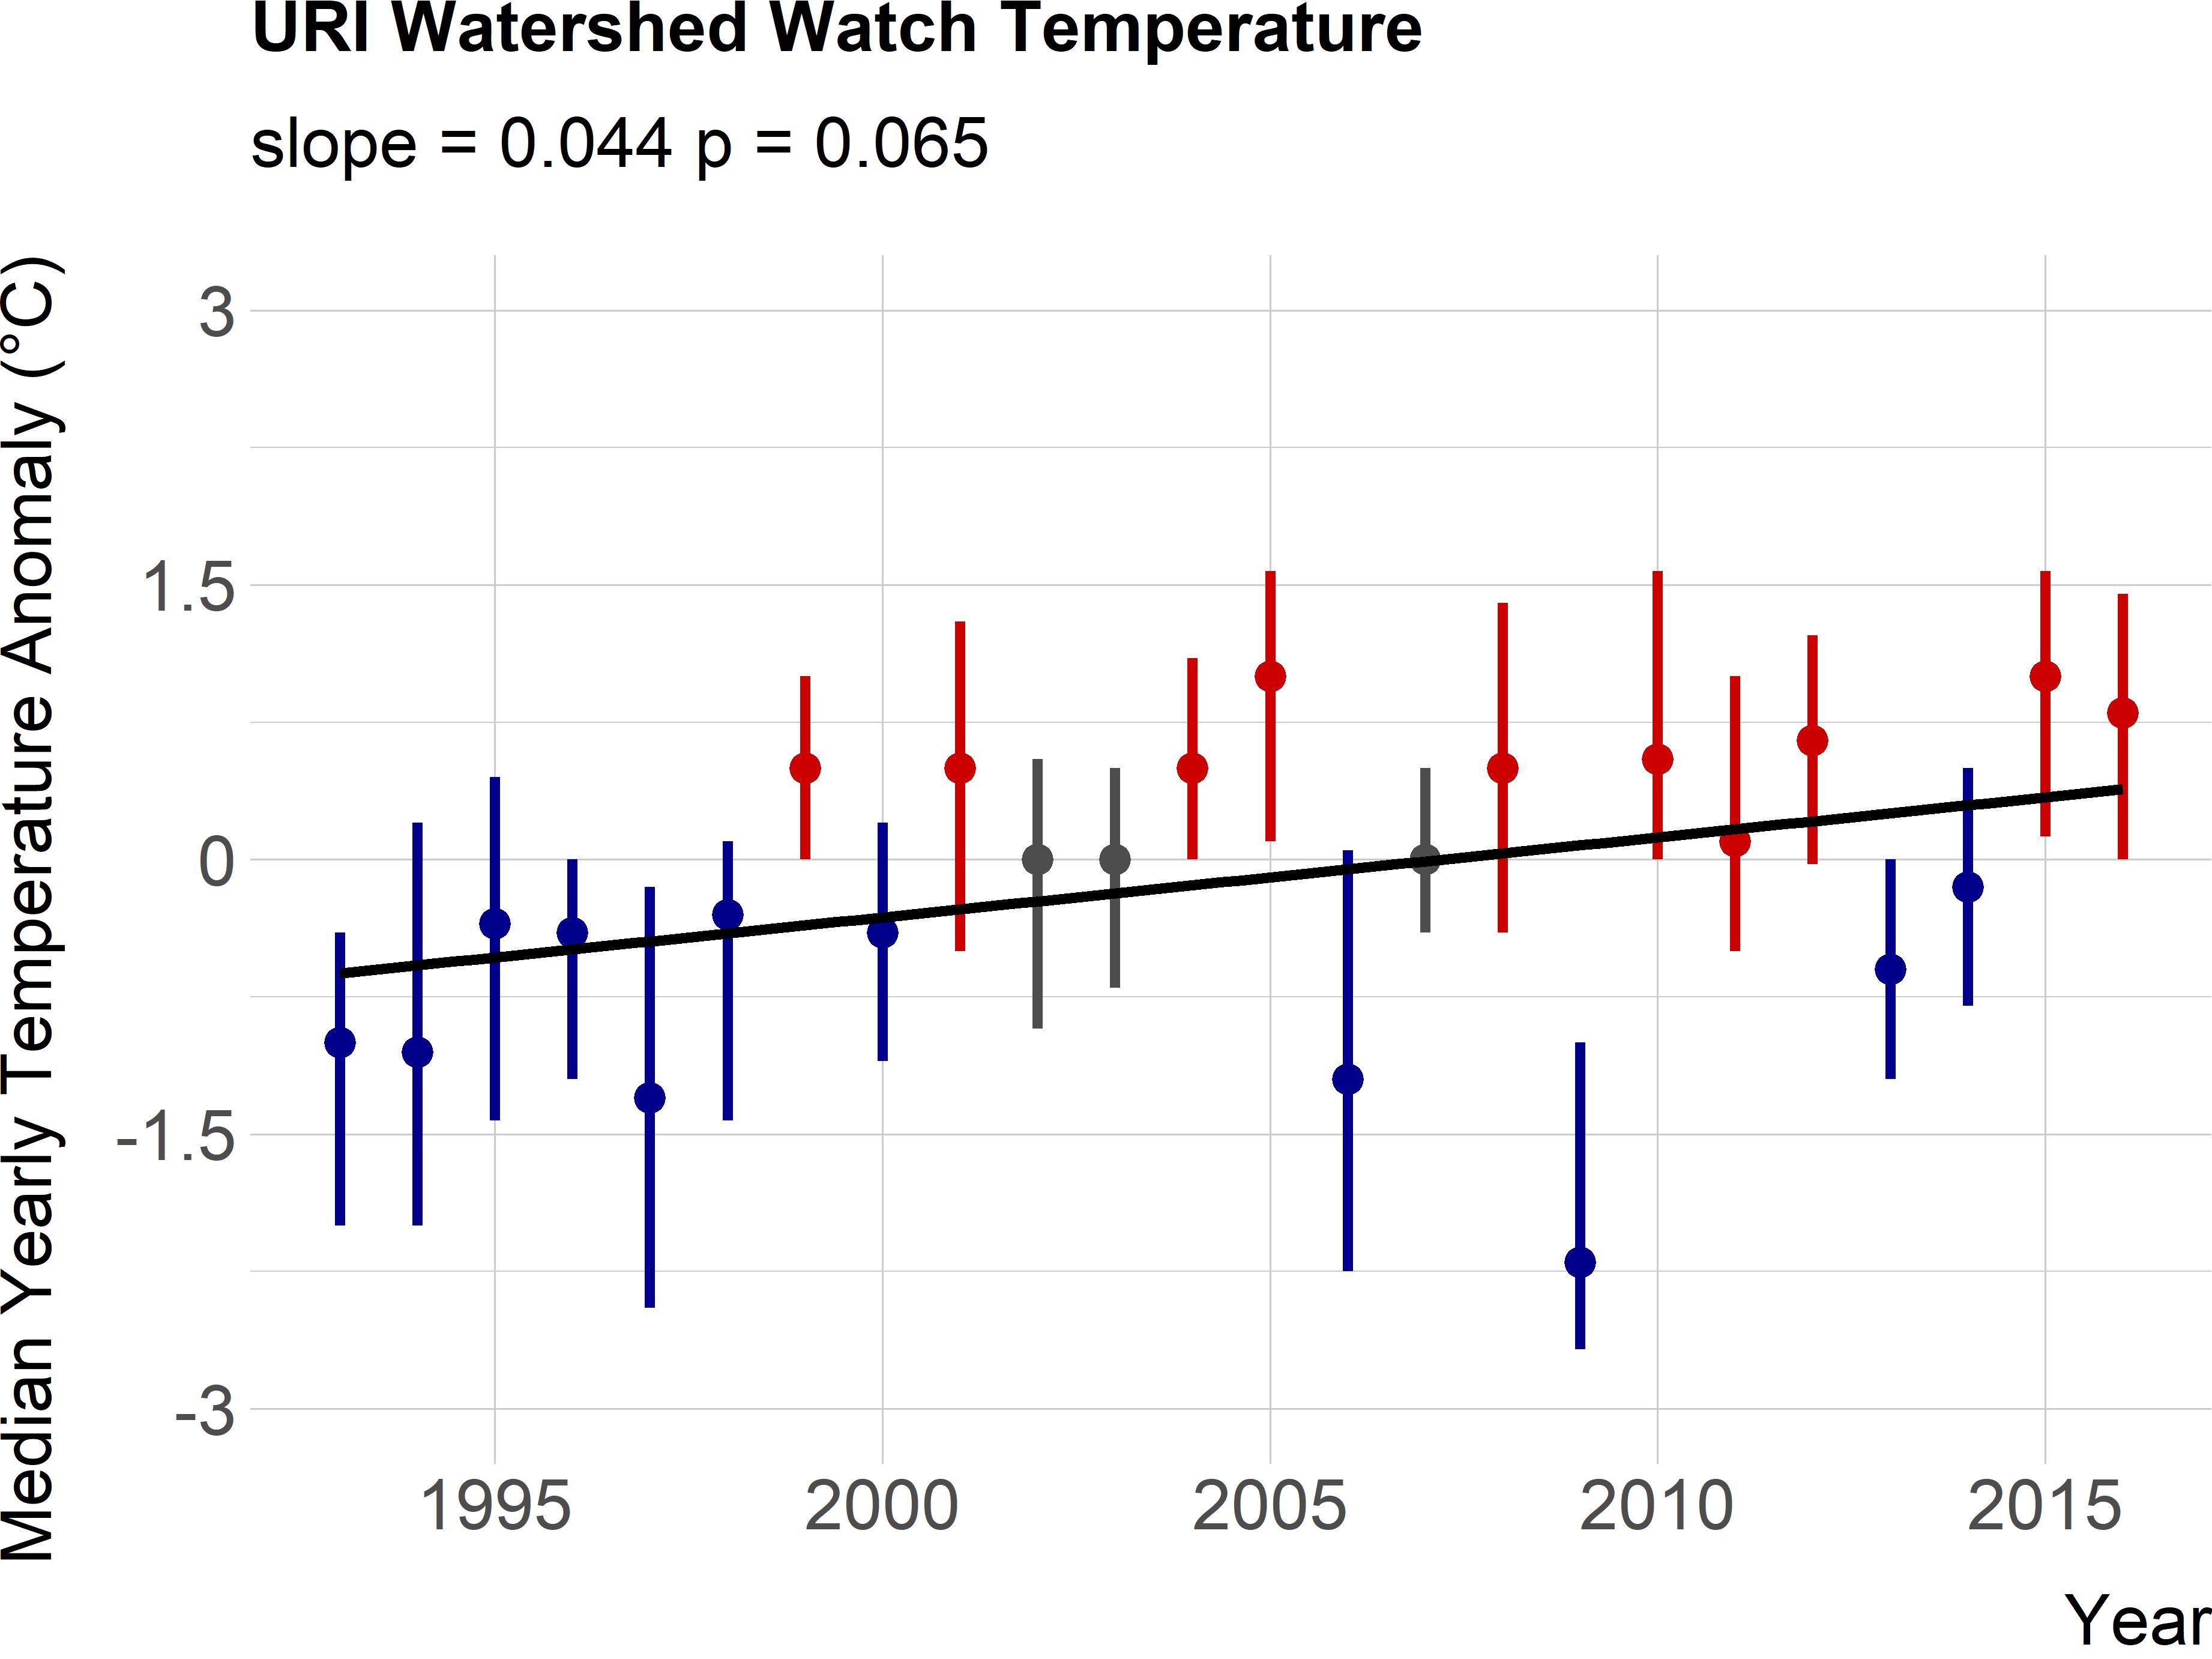 URI Watershed Watch Temperature
slope = 0.044 p = 0.065
Median Yearly Temperature Anomaly (°C)
3
1.5
0
-1.5
-3
1995 2000 2005 2010 2015
Year